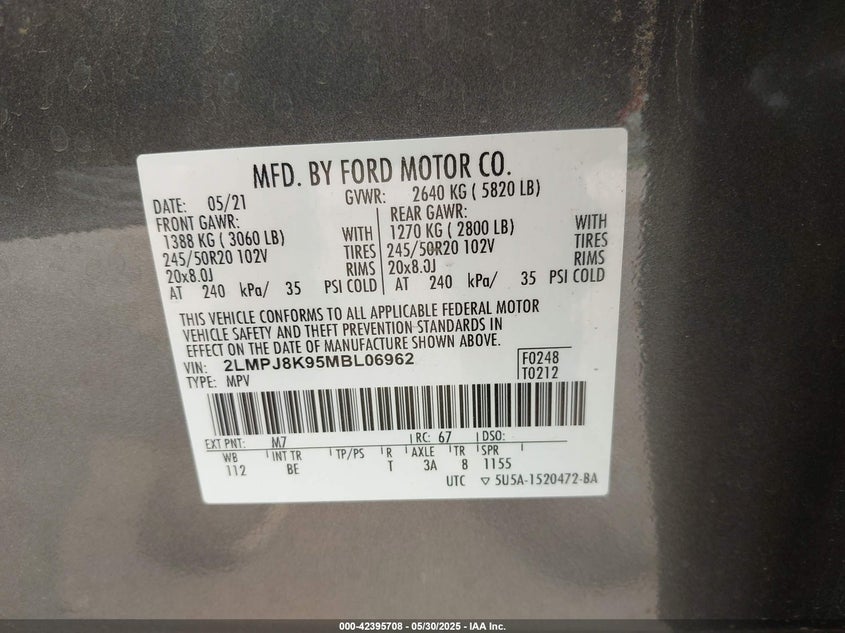 MFD. BY FORD MOTOR CO.
DATE: 05/21 GVWR: 2640 KG ( 5820 LB)
FRONT GAWR: REAR GAWR:
1388 KG ( 3060 LB) WITH 1270 KG ( 2800 LB) WITH
245/50R20 102V TIRES 245/50R20 102V TIRES
20x8.0J RIMS 20x8.0J RIMS
AT 240 kPa/ 35 PSI COLD AT 240 kPa/ 35 PSI COLD
THIS VEHICLE CONFORMS TO ALL APPLICABLE FEDERAL MOTOR
VEHICLE SAFETY AND THEFT PREVENTION STANDARDS IN
EFFECT ON THE DATE OF MANUFACTURE SHOWN ABOVE.
VIN: 2LMPJ8K95MBL06962 F0248
TYPE: MPV T0212
EXT PNT: M7 RC: 67 DSO:
WB INT TR TP/PS R AXLE TR SPR
112 BE T 3A 8 1155
UTC ▽ 5U5A-1520472-BA
000-42395708 - 05/30/2025 - IAA Inc.